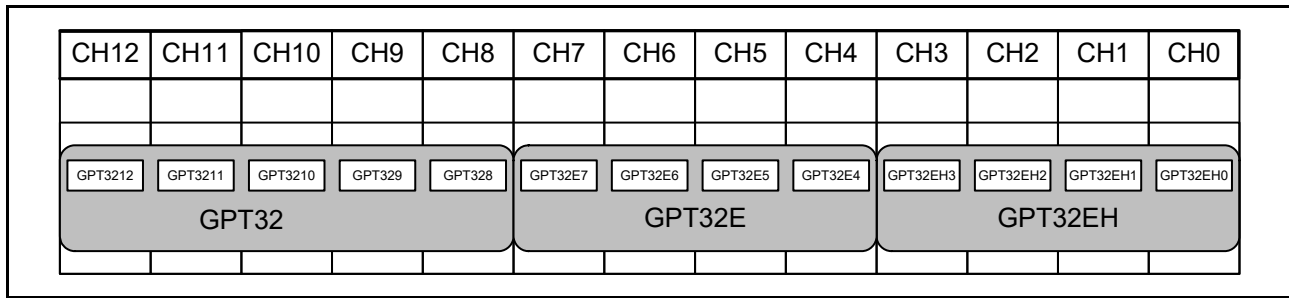 CH12 CH11 CH10 CH9 CH8 CH7 CH6 CH5 CH4 CH3 CH2 CH1 CH0
GPT3212 GPT3211 GPT3210 GPT329 GPT328 GPT32E7 GPT32E6 GPT32E5 GPT32E4 GPT32EH3 GPT32EH2 GPT32EH1 GPT32EH0
GPT32 GPT32E GPT32EH